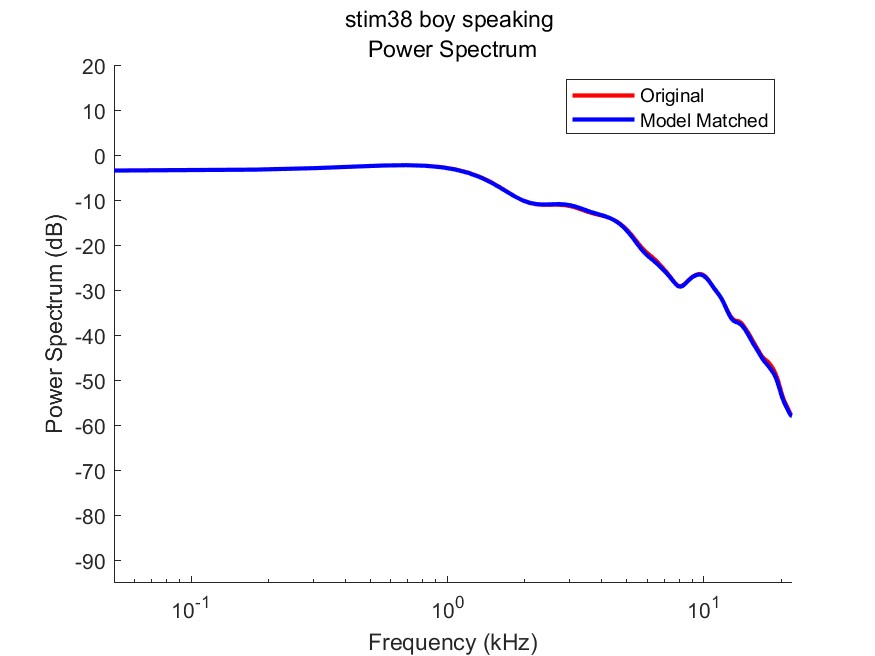 stim38 boy speaking
Power Spectrum
Original
Model Matched
20
10
0
-10
-20
-30
-40
-50
-60
-70
-80
-90
Power Spectrum (dB)
10^-1
10^0
10^1
Frequency (kHz)